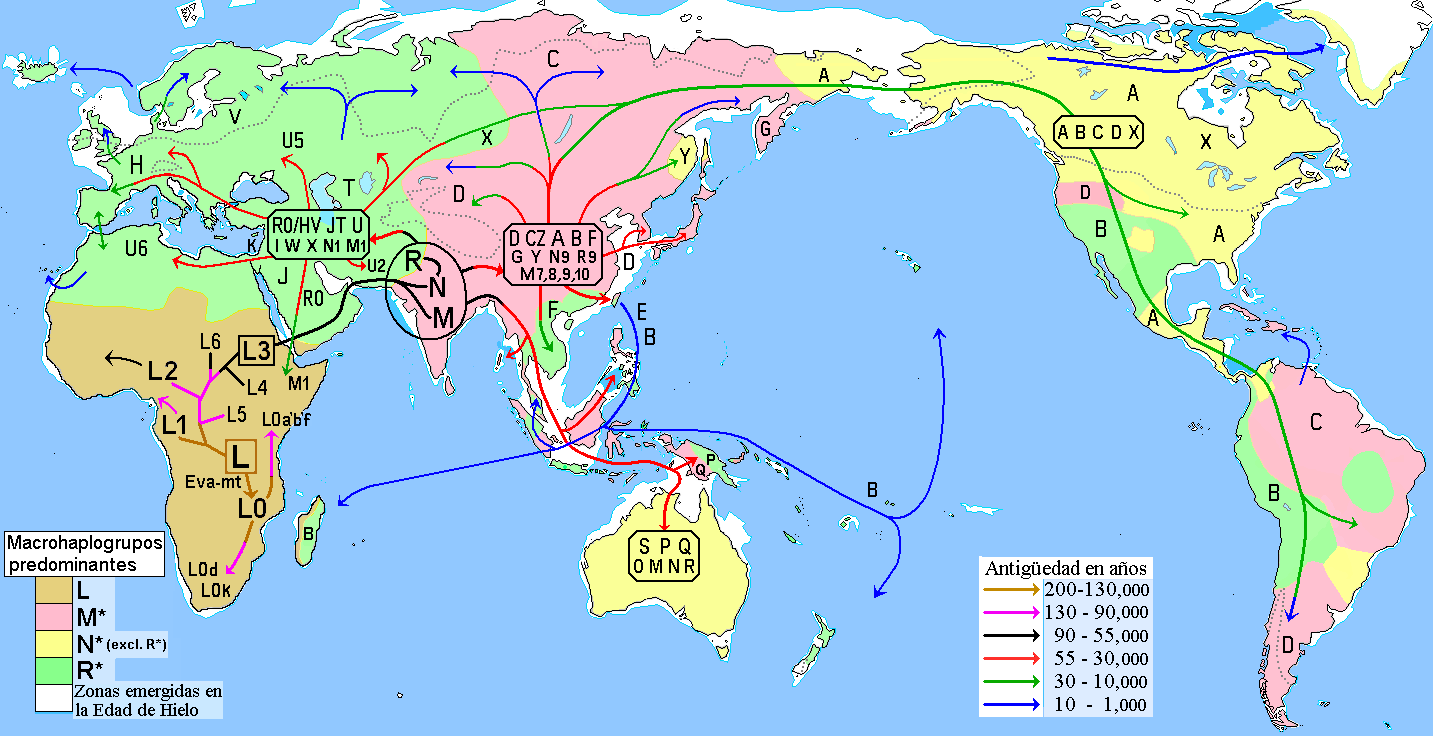 C
A
A
V
G
A B C D X
X
H
U5
X
Y
T
D
D
R0/HV JT U
I W X N1 M1
D CZ A B F
G Y N9 R9
M7,8,9,10
B
A
U6
K
U2
R
N
M
D
J
R0
F
E
B
A
L6
L3
L2
L4
M1
L5
L1
L0a'b'f
C
L
P
Q
Eva-mt
B
B
L0
B
S P Q
O M N R
Macrohaplogrupos
predominantes
L0d
L0k
L
M*
N* (excl. R*)
R*
Zonas emergidas en
la Edad de Hielo
Antigüedad en años
200-130,000
130 - 90,000
90 - 55,000
55 - 30,000
30 - 10,000
10 - 1,000
D